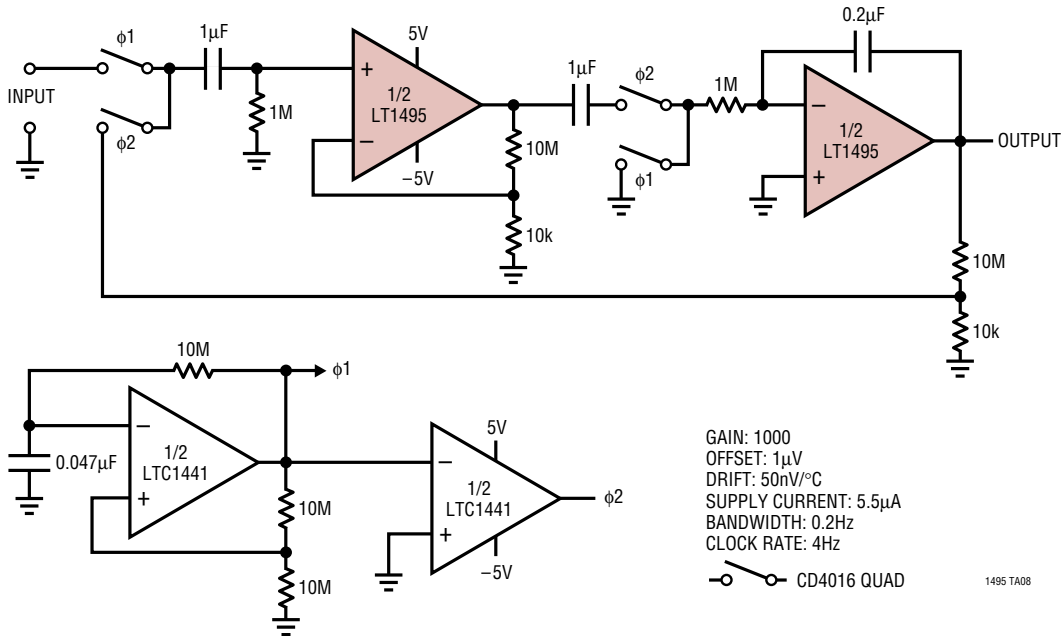 ϕ1
1µF
5V
0.2µF
INPUT
ϕ2
1M
+
1/2
LT1495
−
−5V
10M
10k
1µF
ϕ2
ϕ1
1M
−
1/2
LT1495
+
OUTPUT
10M
10k
10M
ϕ1
0.047µF
−
1/2
LTC1441
+
10M
10M
5V
−
1/2
LTC1441
+
−5V
ϕ2
GAIN: 1000
OFFSET: 1µV
DRIFT: 50nV/°C
SUPPLY CURRENT: 5.5µA
BANDWIDTH: 0.2Hz
CLOCK RATE: 4Hz
CD4016 QUAD
1495 TA08